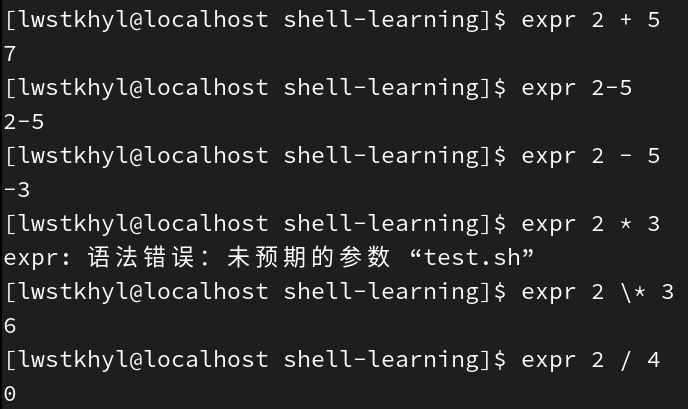 [lwstkhyl@localhost shell-learning]$ expr 2 + 5
7
[lwstkhyl@localhost shell-learning]$ expr 2-5
2-5
[lwstkhyl@localhost shell-learning]$ expr 2 - 5
-3
[lwstkhyl@localhost shell-learning]$ expr 2 * 3
expr: 语法错误：未预期的参数 “test.sh”
[lwstkhyl@localhost shell-learning]$ expr 2 \* 3
6
[lwstkhyl@localhost shell-learning]$ expr 2 / 4
0